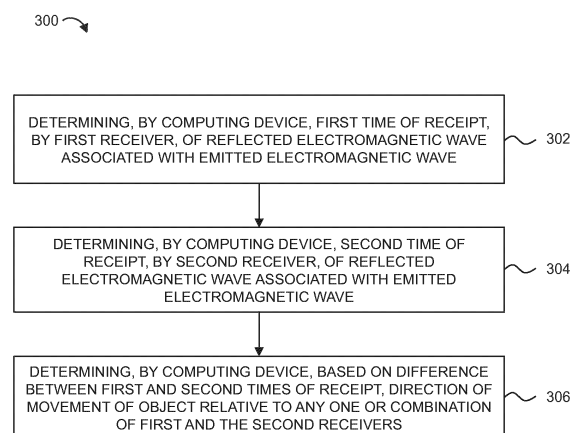 300
DETERMINING, BY COMPUTING DEVICE, FIRST TIME OF RECEIPT,
BY FIRST RECEIVER, OF REFLECTED ELECTROMAGNETIC WAVE
ASSOCIATED WITH EMITTED ELECTROMAGNETIC WAVE
302
DETERMINING, BY COMPUTING DEVICE, SECOND TIME OF
RECEIPT, BY SECOND RECEIVER, OF REFLECTED
ELECTROMAGNETIC WAVE ASSOCIATED WITH EMITTED
ELECTROMAGNETIC WAVE
304
DETERMINING, BY COMPUTING DEVICE, BASED ON DIFFERENCE
BETWEEN FIRST AND SECOND TIMES OF RECEIPT, DIRECTION OF
MOVEMENT OF OBJECT RELATIVE TO ANY ONE OR COMBINATION
OF FIRST AND THE SECOND RECEIVERS
306